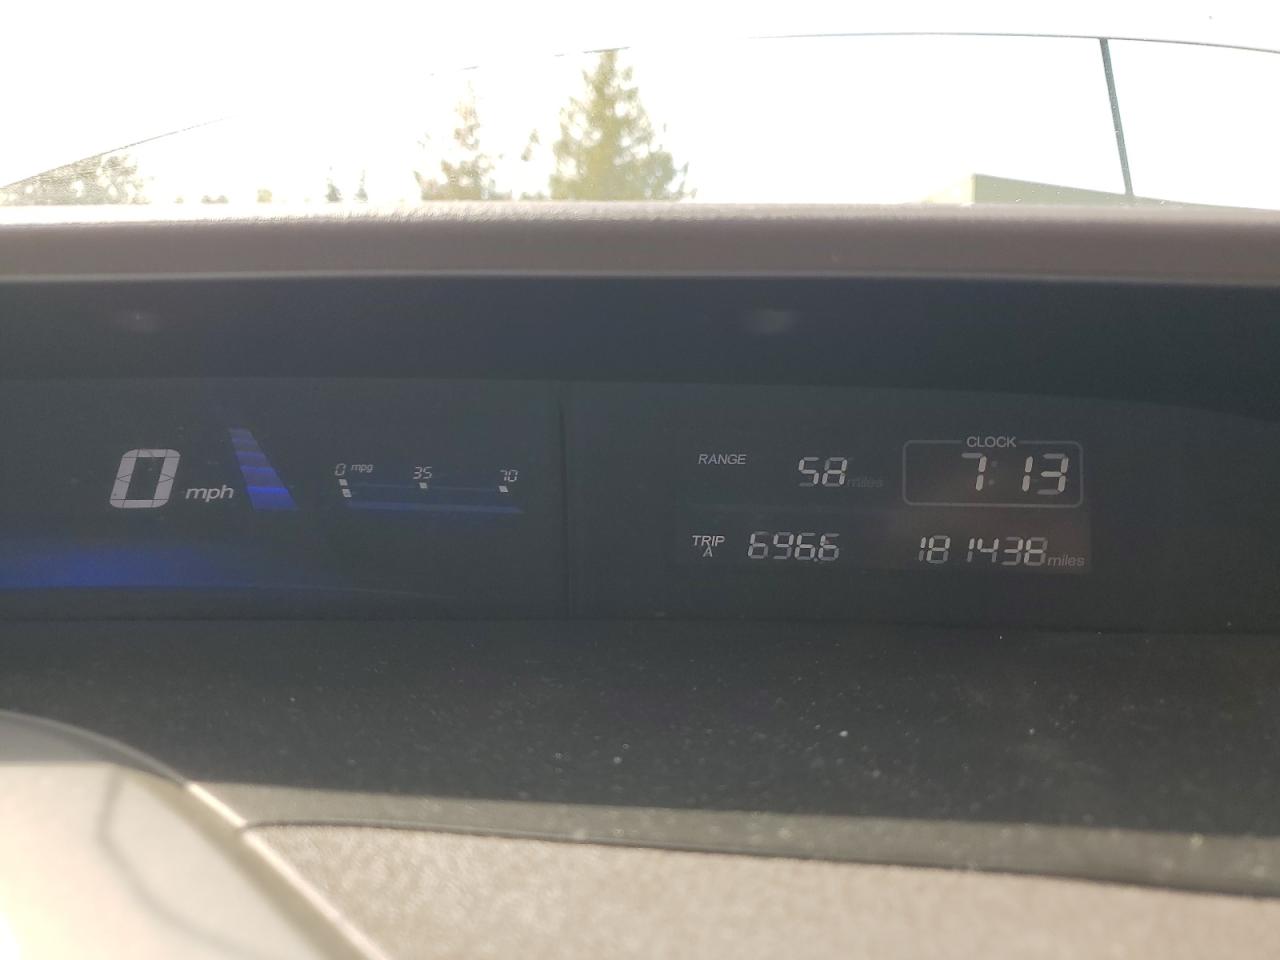 CLOCK
RANGE 58 miles 7:13
0 mph 0 mpg 35 70
TRIP A 696.6 181438 miles